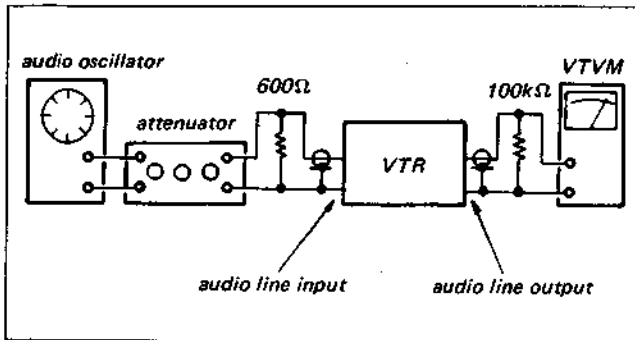 audio oscillator
attenuator
600Ω
VTR
100kΩ
VTVM
audio line input
audio line output